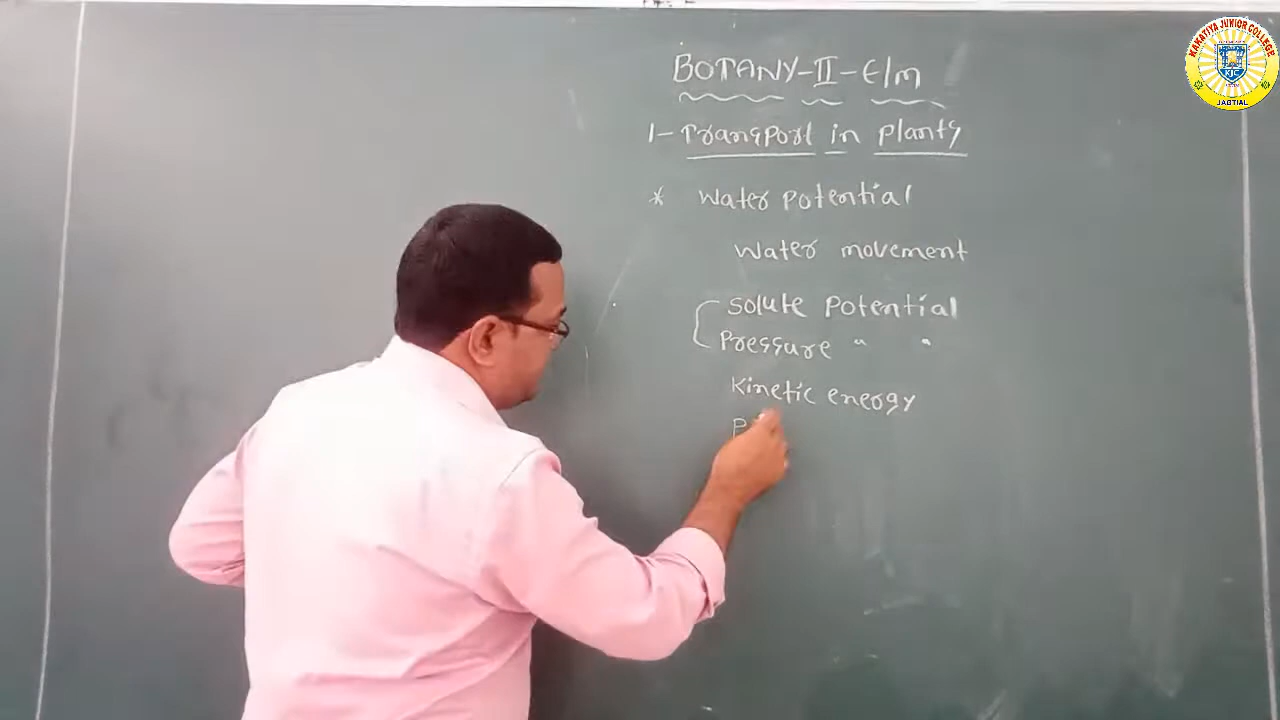 BOTANY-II-E/m
1- Transport in plants
* Water potential
Water movement
Solute Potential
Pressure " "
Kinetic energy
P
KAKATIYA JUNIOR COLLEGE
KJC
JAGTIAL